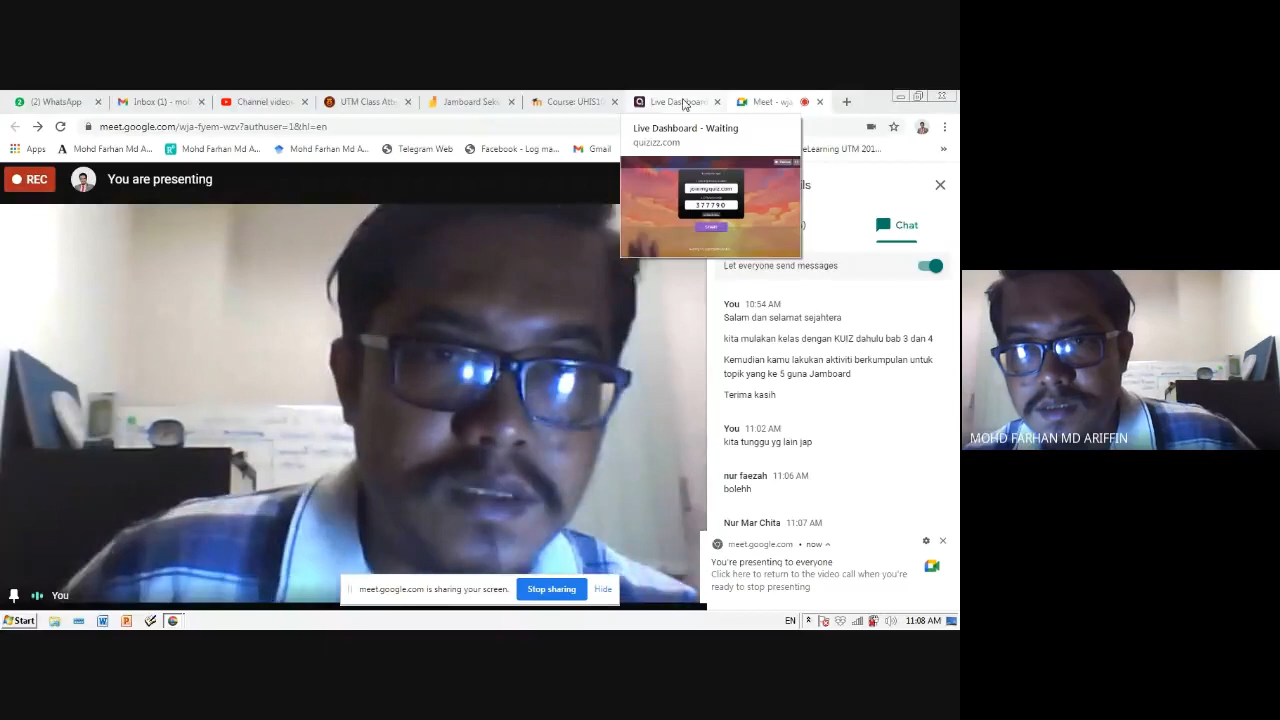 (2) WhatsApp
Inbox (1) - mol
Channel video
UTM Class Atte
Jamboard Seks
Course: UHIS10
Live Dashboard
Meet - wja
meet.google.com/wja-fyem-wzv?authuser=1&hl=en
Apps
Mohd Farhan Md A...
Mohd Farhan Md A...
Mohd Farhan Md A...
Telegram Web
Facebook - Log ma...
Gmail
eLearning UTM 201...
Live Dashboard - Waiting
quizizz.com
joinmyquiz.com
377790
START
REC
You are presenting
ls
Chat
Let everyone send messages
You 10:54 AM
Salam dan selamat sejahtera
kita mulakan kelas dengan KUIZ dahulu bab 3 dan 4
Kemudian kamu lakukan aktiviti berkumpulan untuk
topik yang ke 5 guna Jamboard
Terima kasih
You 11:02 AM
kita tunggu yg lain jap
nur faezah 11:06 AM
bolehh
Nur Mar Chita 11:07 AM
meet.google.com • now
You're presenting to everyone
Click here to return to the video call when you're
ready to stop presenting
meet.google.com is sharing your screen.
Stop sharing
Hide
You
MOHD FARHAN MD ARIFFIN
Start
EN
11:08 AM